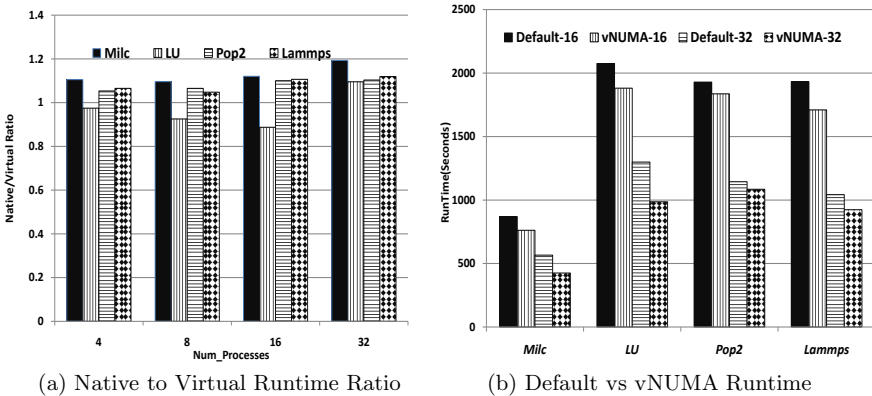 1.4
1.2
1
0.8
0.6
0.4
0.2
0
Native/Virtual Ratio
Milc LU Pop2 Lammps
4 8 16 32
Num_Processes
(a) Native to Virtual Runtime Ratio
2500
2000
1500
1000
500
0
RunTime(Seconds)
Default-16 vNUMA-16 Default-32 vNUMA-32
Milc LU Pop2 Lammps
(b) Default vs vNUMA Runtime